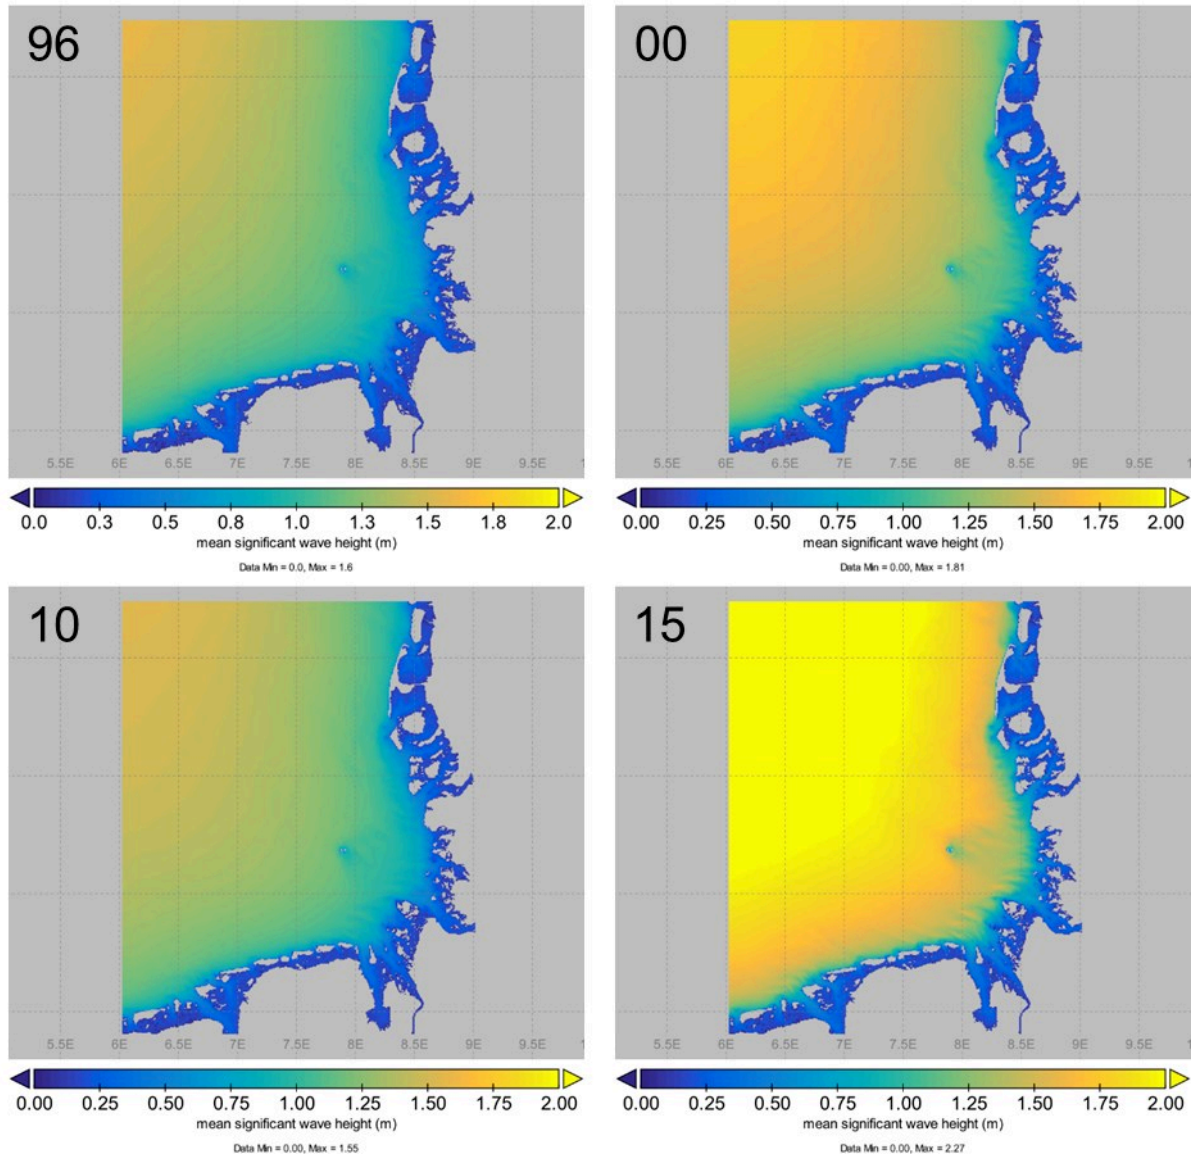 96
5.5E 6E 6.5E 7E 7.5E 8E 8.5E 9E 9.5E
0.0 0.3 0.5 0.8 1.0 1.3 1.5 1.8 2.0
mean significant wave height (m)
Data Min = 0.0, Max = 1.6
00
5.5E 6E 6.5E 7E 7.5E 8E 8.5E 9E 9.5E
0.00 0.25 0.50 0.75 1.00 1.25 1.50 1.75 2.00
mean significant wave height (m)
Data Min = 0.00, Max = 1.81
10
5.5E 6E 6.5E 7E 7.5E 8E 8.5E 9E 9.5E
0.00 0.25 0.50 0.75 1.00 1.25 1.50 1.75 2.00
mean significant wave height (m)
Data Min = 0.00, Max = 1.55
15
5.5E 6E 6.5E 7E 7.5E 8E 8.5E 9E 9.5E
0.00 0.25 0.50 0.75 1.00 1.25 1.50 1.75 2.00
mean significant wave height (m)
Data Min = 0.00, Max = 2.27